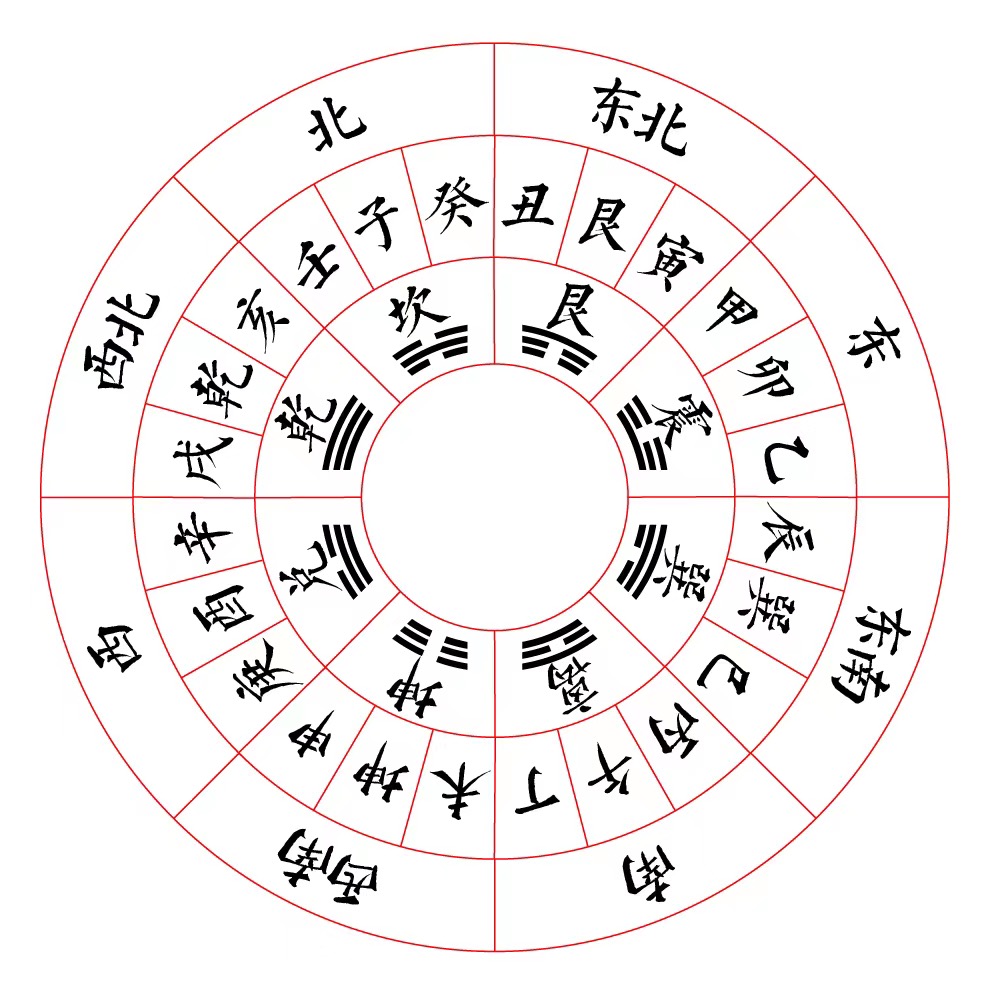 北
东北
东
东南
南
西南
西
西北
壬
子
癸
丑
艮
寅
甲
卯
乙
辰
巽
巳
丙
午
丁
未
坤
申
庚
酉
辛
戌
乾
亥
坎
艮
震
巽
離
坤
兑
乾